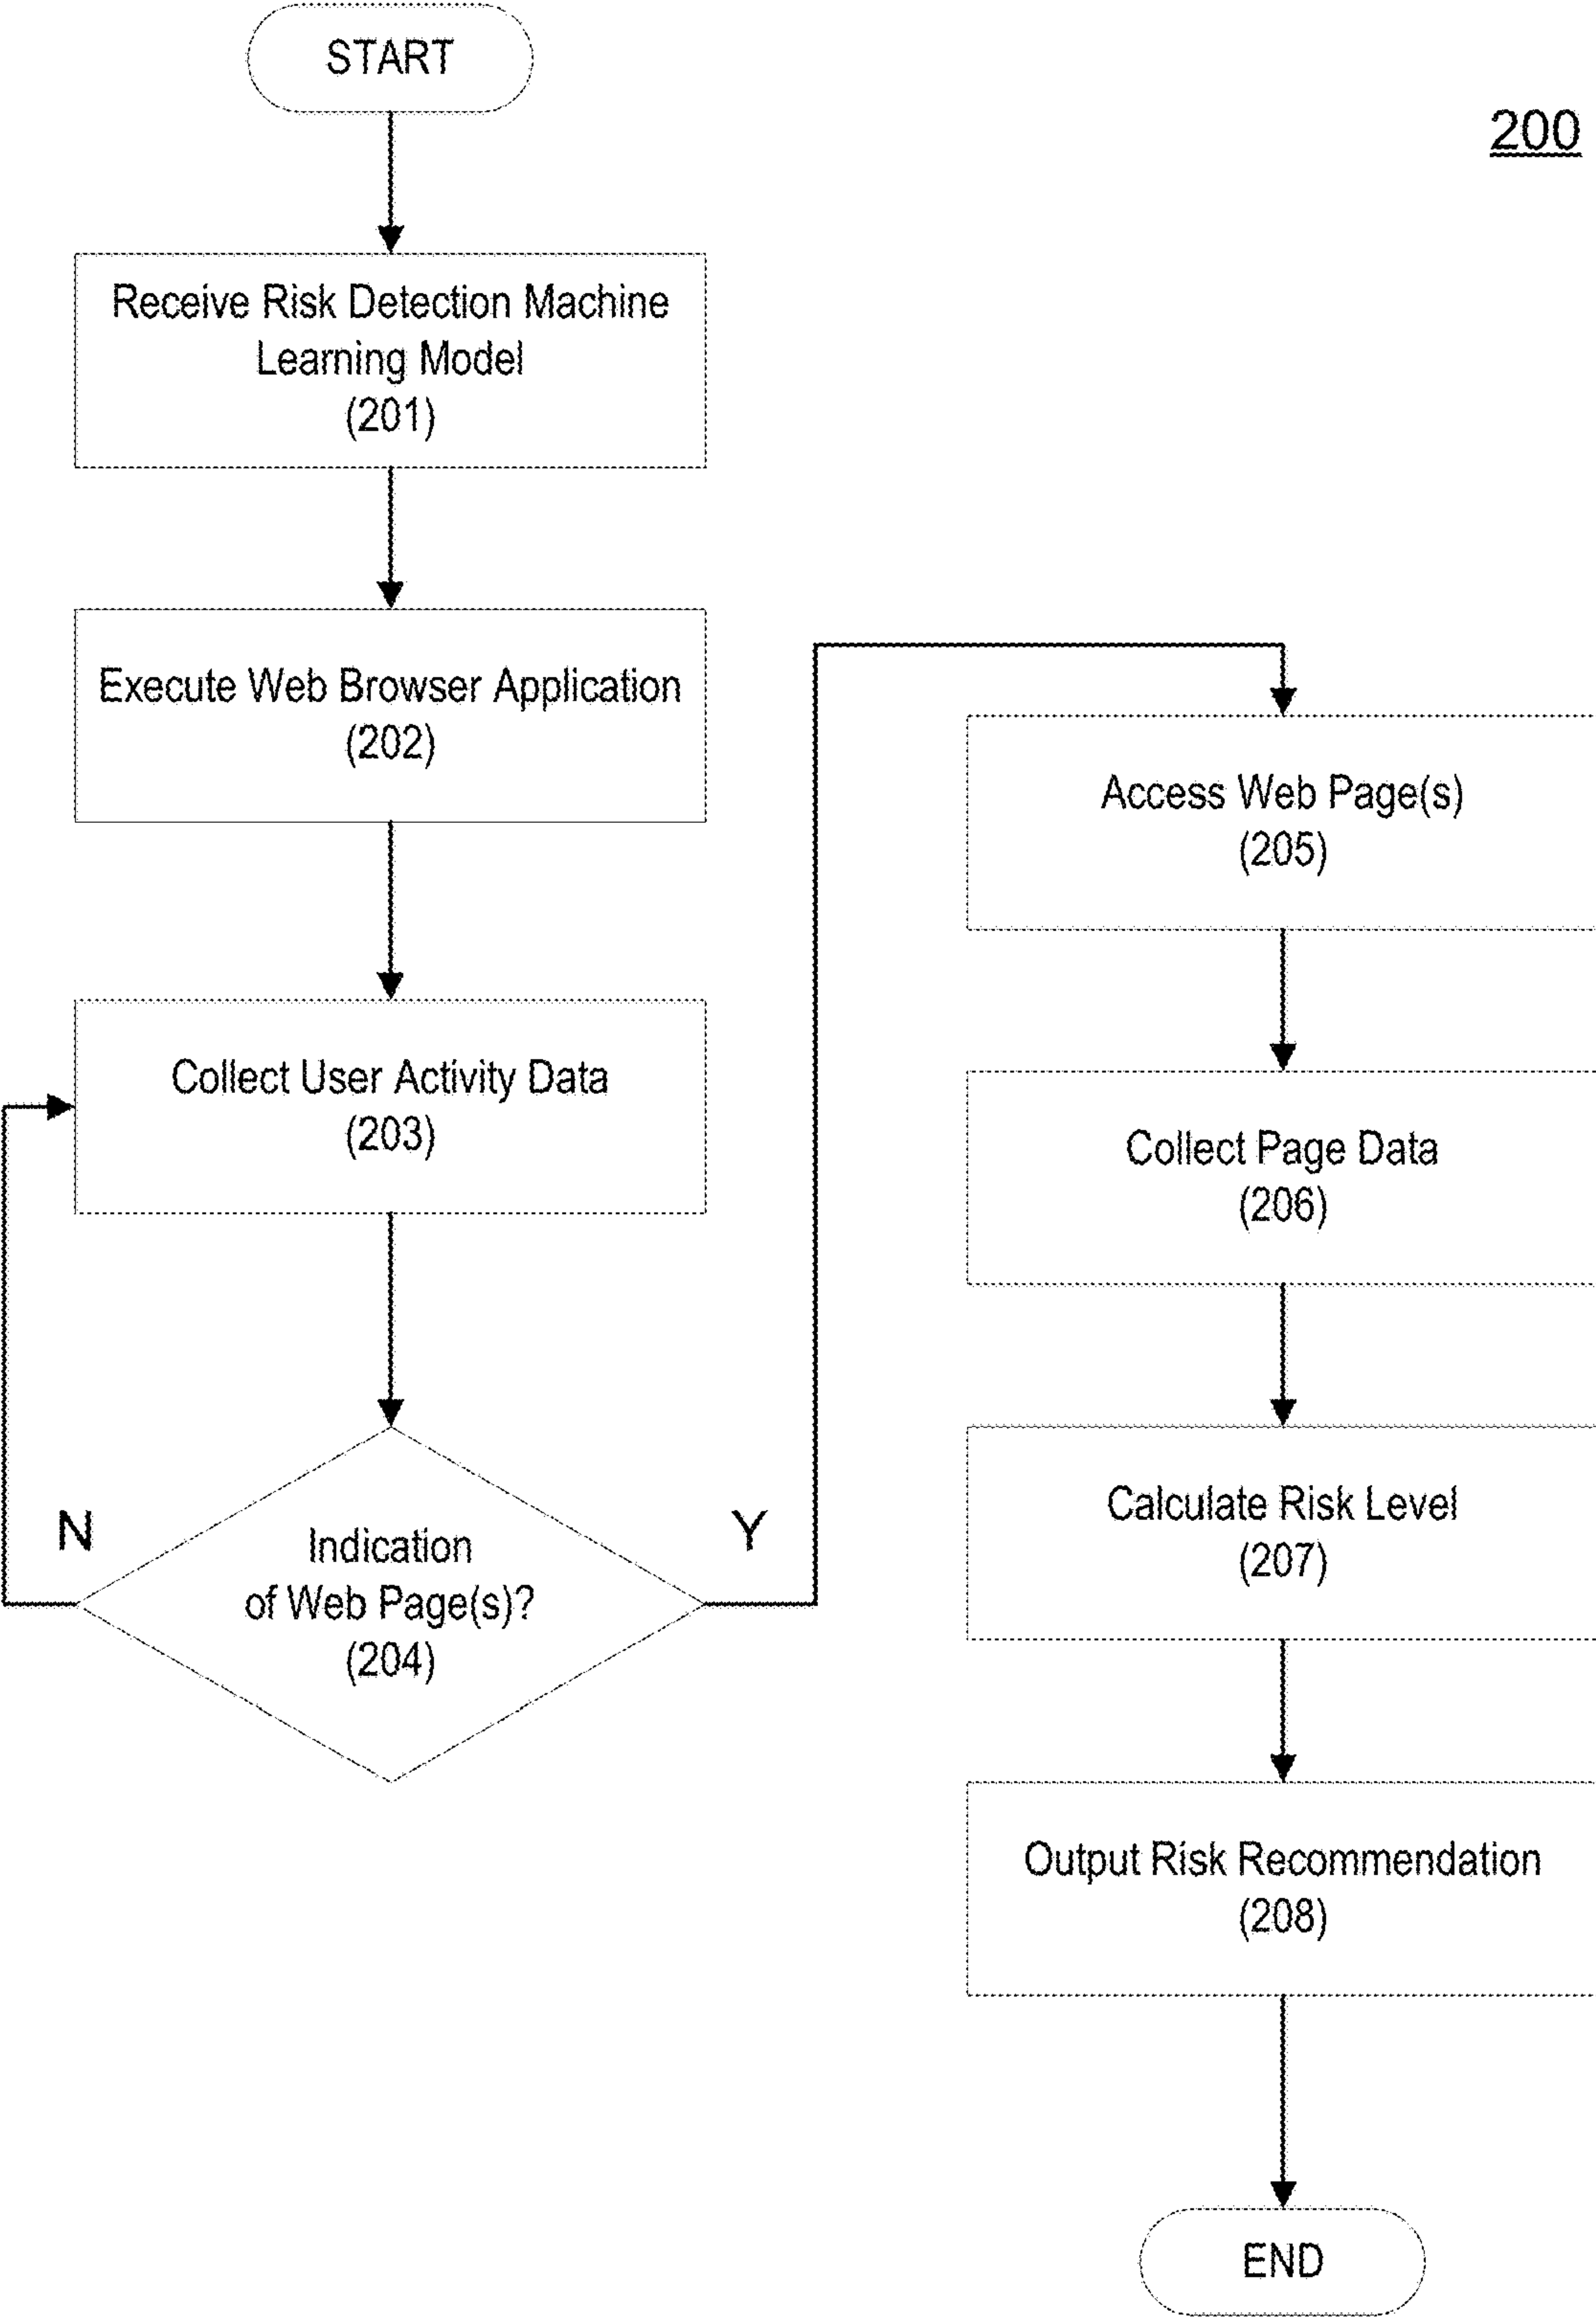 START
200
Receive Risk Detection Machine
Learning Model
(201)
Execute Web Browser Application
(202)
Collect User Activity Data
(203)
N
Indication
of Web Page(s)?
(204)
Y
Access Web Page(s)
(205)
Collect Page Data
(206)
Calculate Risk Level
(207)
Output Risk Recommendation
(208)
END